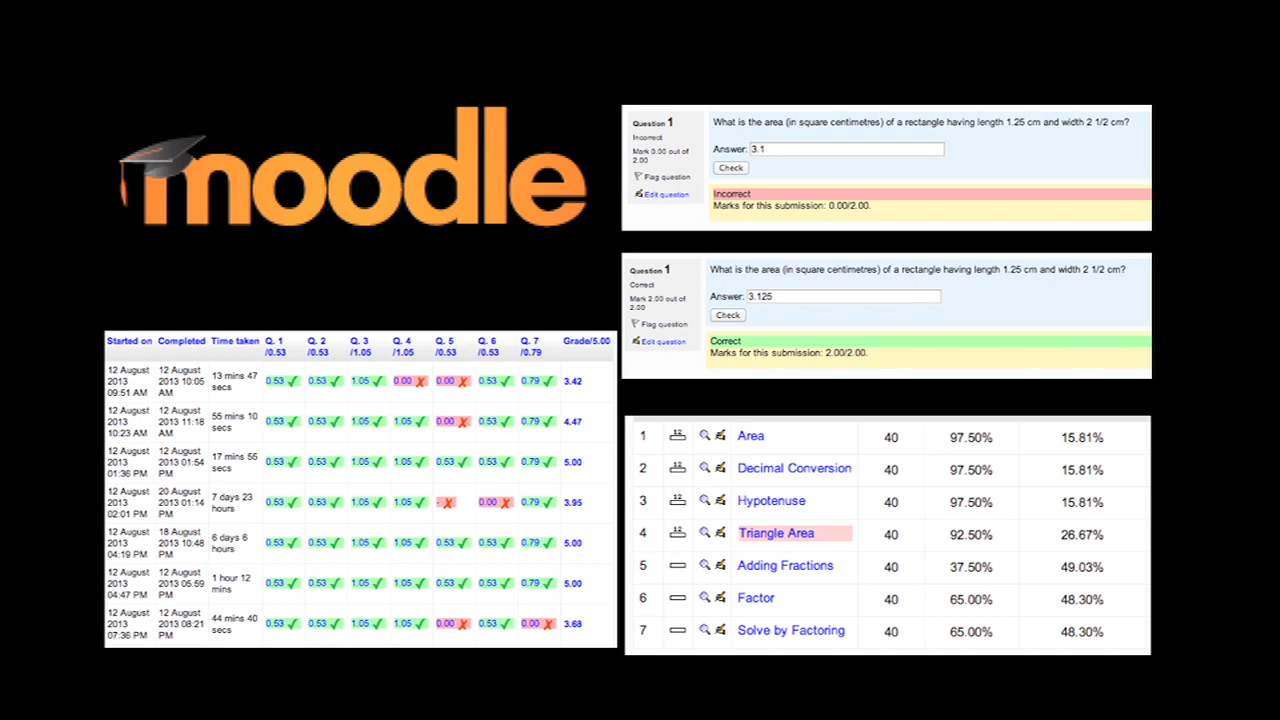 moodle
Question 1
Incorrect
Mark 0.00 out of
2.00
Flag question
Edit question
What is the area (in square centimetres) of a rectangle having length 1.25 cm and width 2 1/2 cm?
Answer: 3.1
Check
Incorrect
Marks for this submission: 0.00/2.00.
Question 1
Correct
Mark 2.00 out of
2.00
Flag question
Edit question
What is the area (in square centimetres) of a rectangle having length 1.25 cm and width 2 1/2 cm?
Answer: 3.125
Check
Correct
Marks for this submission: 2.00/2.00.
Started on Completed Time taken Q. 1 Q. 2 Q. 3 Q. 4 Q. 5 Q. 6 Q. 7 Grade/5.00
/0.53 /0.53 /1.05 /1.05 /0.53 /0.53 /0.79
12 August 12 August
2013 2013 10:05 13 mins 47 0.53 0.53 1.05 0.00 0.00 0.53 0.79 3.42
09:51 AM AM secs
12 August 12 August
2013 2013 11:18 55 mins 10 0.53 0.53 1.05 1.05 0.00 0.53 0.79 4.47
10:23 AM AM secs
12 August 12 August
2013 2013 01:54 17 mins 55 0.53 0.53 1.05 1.05 0.53 0.53 0.79 5.00
01:36 PM PM secs
12 August 20 August
2013 2013 01:14 7 days 23 0.53 0.53 1.05 1.05 - 0.00 0.79 3.95
02:01 PM PM hours
12 August 18 August
2013 2013 10:48 6 days 6 0.53 0.53 1.05 1.05 0.53 0.53 0.79 5.00
04:19 PM PM hours
12 August 12 August
2013 2013 05:59 1 hour 12 0.53 0.53 1.05 1.05 0.53 0.53 0.79 5.00
04:47 PM PM mins
12 August 12 August
2013 2013 08:21 44 mins 40 0.53 0.53 1.05 1.05 0.00 0.53 0.00 3.68
07:36 PM PM secs
1 12 Area 40 97.50% 15.81%
2 12 Decimal Conversion 40 97.50% 15.81%
3 12 Hypotenuse 40 97.50% 15.81%
4 12 Triangle Area 40 92.50% 26.67%
5 Adding Fractions 40 37.50% 49.03%
6 Factor 40 65.00% 48.30%
7 Solve by Factoring 40 65.00% 48.30%